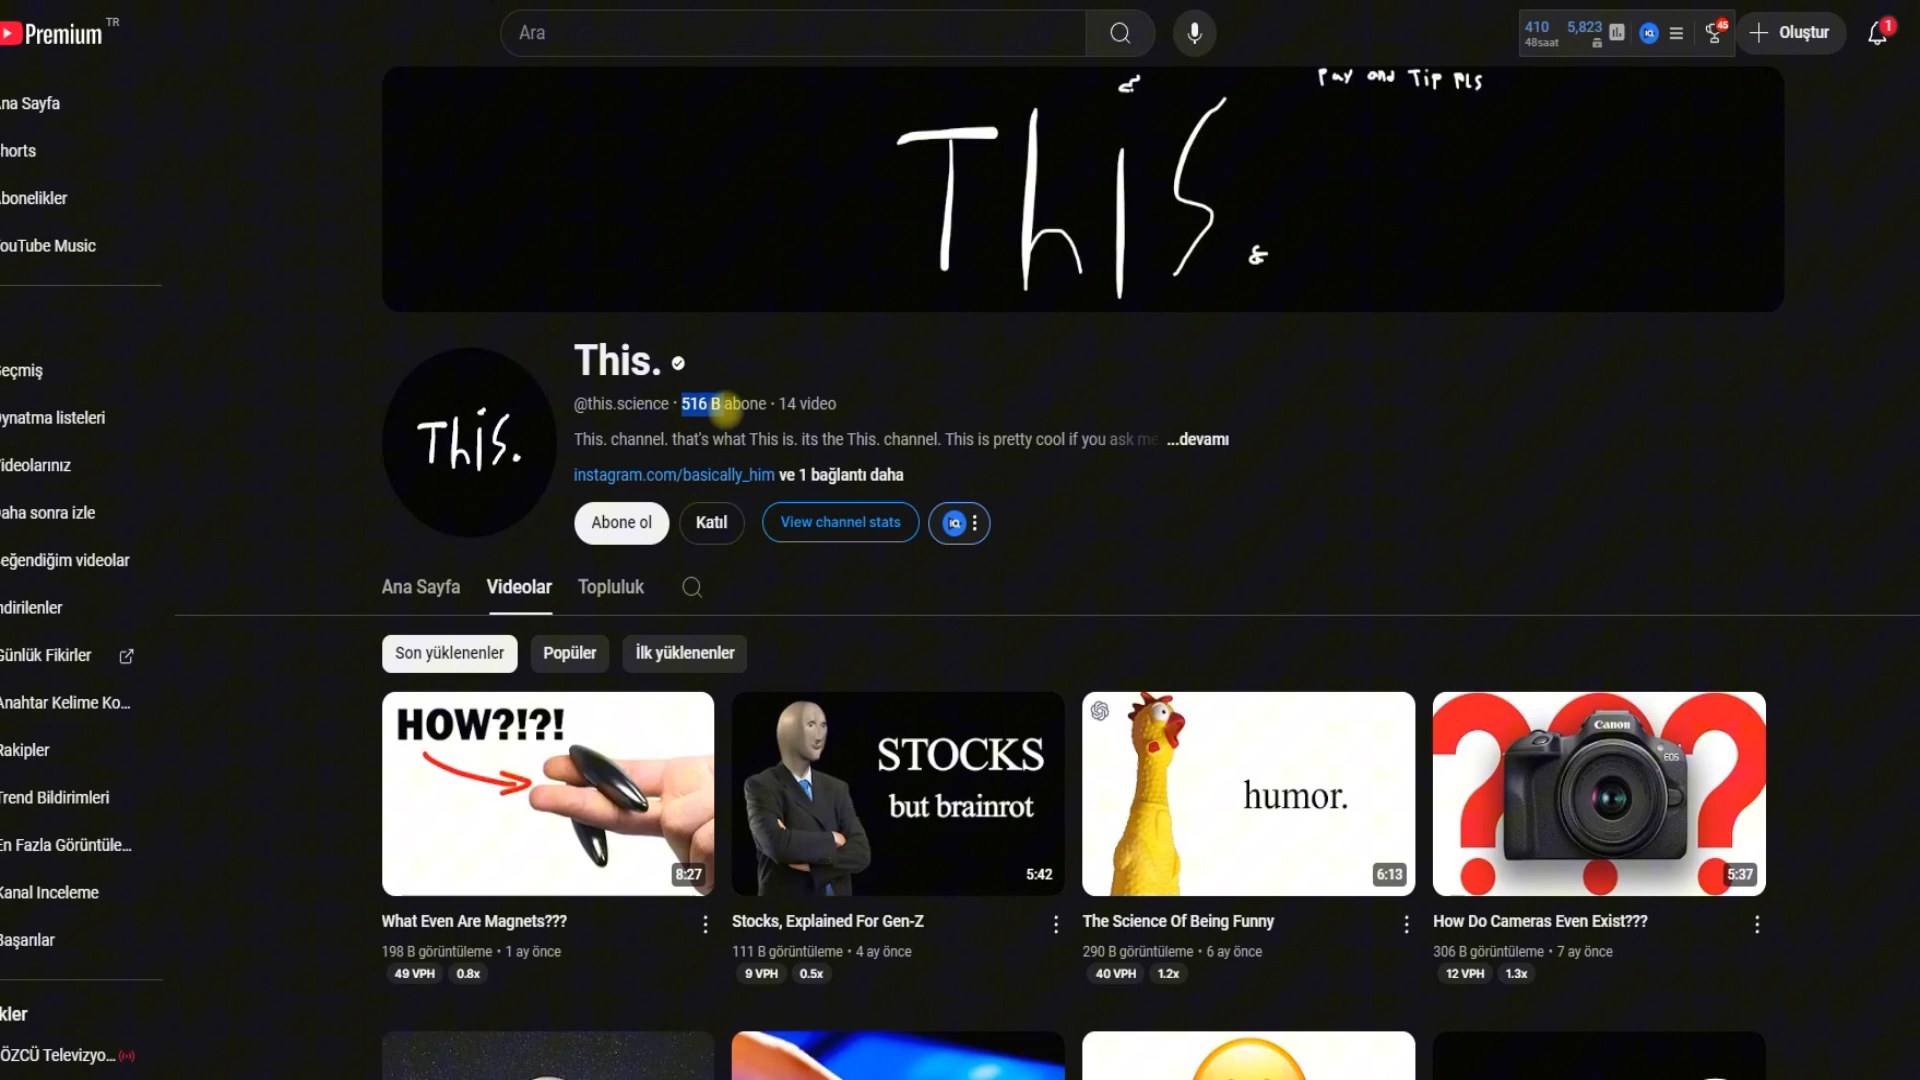 Premium TR
Ara
410
48saat
5,823
45
Oluştur
1
na Sayfa
horts
bonelikler
ouTube Music
eçmiş
ynatma listeleri
ideolarınız
aha sonra izle
eğendiğim videolar
ndirilenler
Günlük Fikirler
Anahtar Kelime Ko...
Rakipler
Trend Bildirimleri
En Fazla Görüntüle...
Kanal Inceleme
Başarılar
kler
SÖZCÜ Televizyo...
Pay and Tip Pls
This.
This.
This.
@this.science · 516 B abone · 14 video
This. channel. that's what This is. its the This. channel. This is pretty cool if you ask me ...devamı
instagram.com/basically_him ve 1 bağlantı daha
Abone ol
Katıl
View channel stats
IQ
Ana Sayfa
Videolar
Topluluk
Son yüklenenler
Popüler
İlk yüklenenler
HOW?!?!
8:27
STOCKS
but brainrot
5:42
humor.
6:13
???
Canon
EOS
5:37
What Even Are Magnets???
198 B görüntüleme • 1 ay önce
49 VPH 0.8x
Stocks, Explained For Gen-Z
111 B görüntüleme • 4 ay önce
9 VPH 0.5x
The Science Of Being Funny
290 B görüntüleme • 6 ay önce
40 VPH 1.2x
How Do Cameras Even Exist???
306 B görüntüleme • 7 ay önce
12 VPH 1.3x